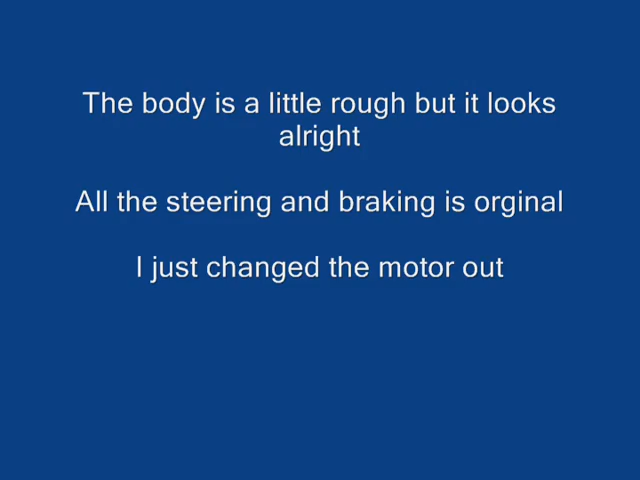 The body is a little rough but it looks
alright
All the steering and braking is orginal
I just changed the motor out